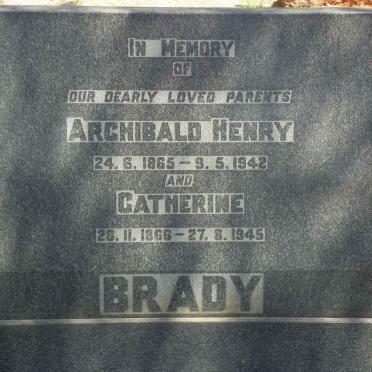 IN MEMORY
OF
OUR DEARLY LOVED PARENTS
ARCHIBALD HENRY
24.6.1865 – 9.5.1942
AND
CATHERINE
26.11.1866 – 27.8.1945
BRADY